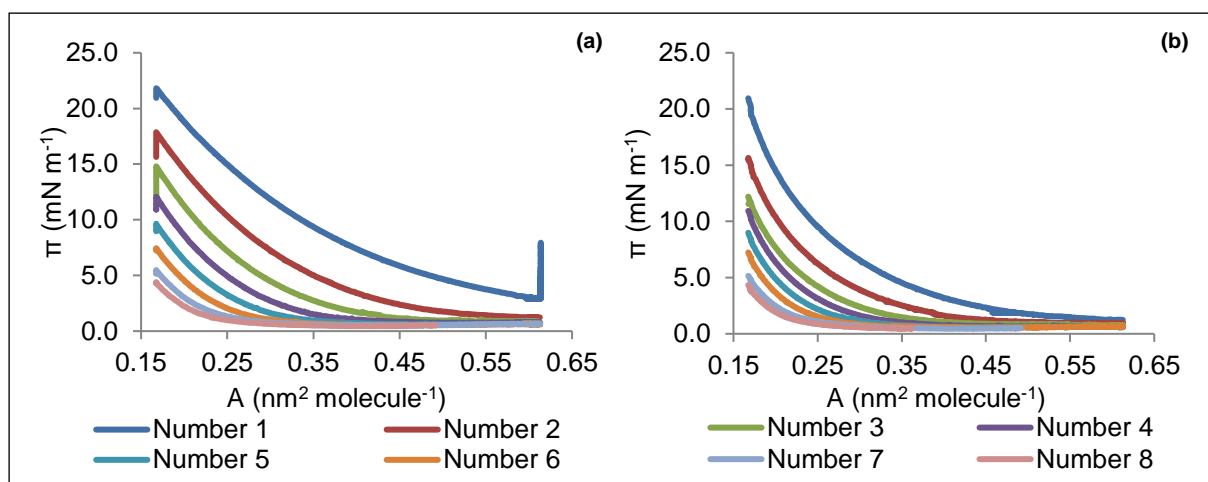 (a)
25.0
20.0
15.0
10.0
5.0
0.0
π (mN m⁻¹)
0.15 0.25 0.35 0.45 0.55 0.65
A (nm² molecule⁻¹)
(b)
25.0
20.0
15.0
10.0
5.0
0.0
π (mN m⁻¹)
0.15 0.25 0.35 0.45 0.55 0.65
A (nm² molecule⁻¹)
Number 1 Number 2 Number 3 Number 4
Number 5 Number 6 Number 7 Number 8